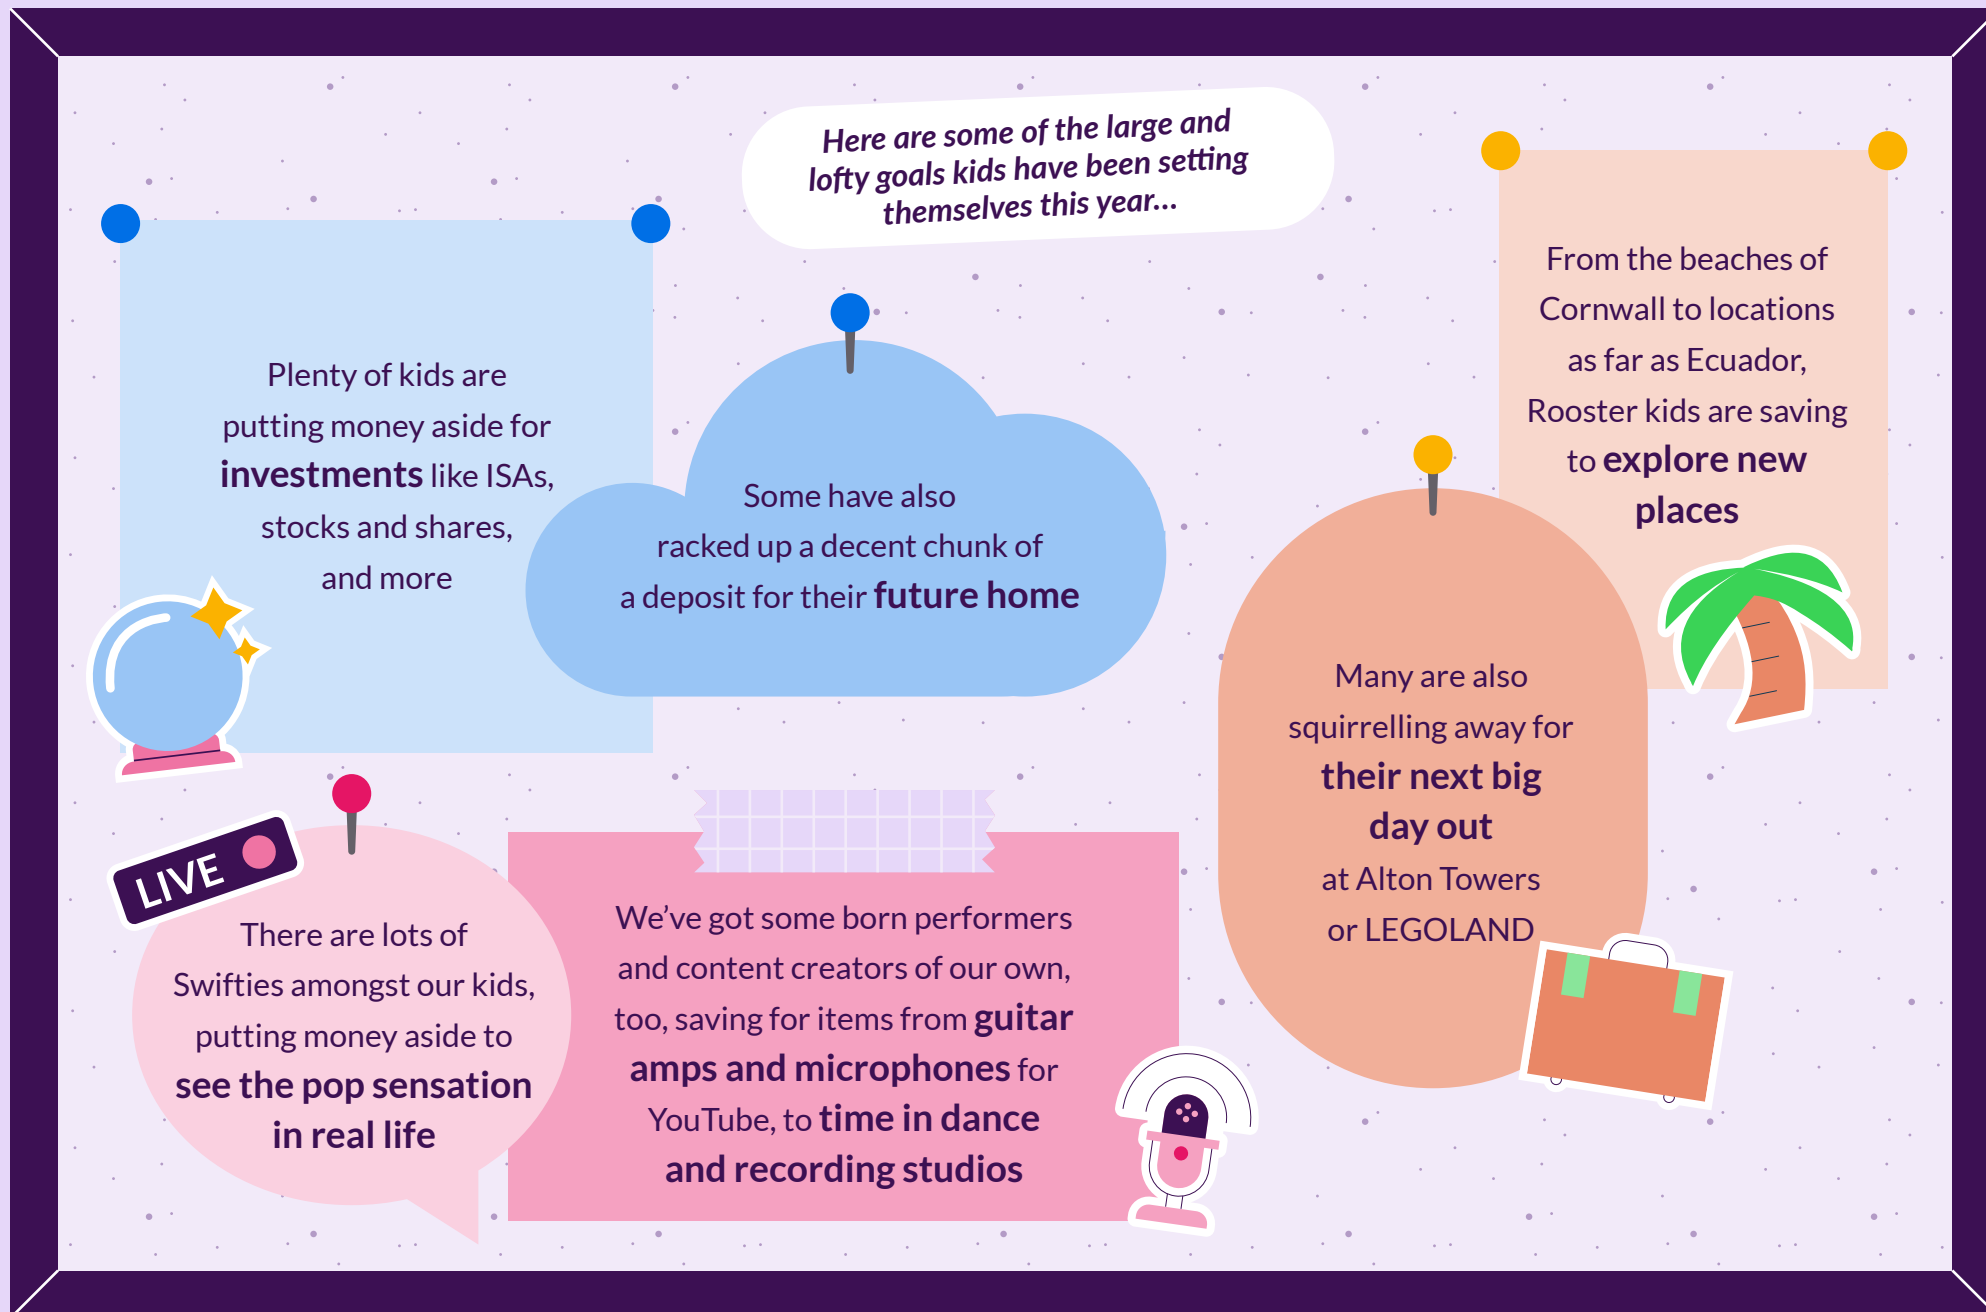 Here are some of the large and
lofty goals kids have been setting
themselves this year...
Plenty of kids are
putting money aside for
investments like ISAs,
stocks and shares,
and more
Some have also
racked up a decent chunk of
a deposit for their future home
From the beaches of
Cornwall to locations
as far as Ecuador,
Rooster kids are saving
to explore new
places
Many are also
squirrelling away for
their next big
day out
at Alton Towers
or LEGOLAND
LIVE
There are lots of
Swifties amongst our kids,
putting money aside to
see the pop sensation
in real life
We’ve got some born performers
and content creators of our own,
too, saving for items from guitar
amps and microphones for
YouTube, to time in dance
and recording studios